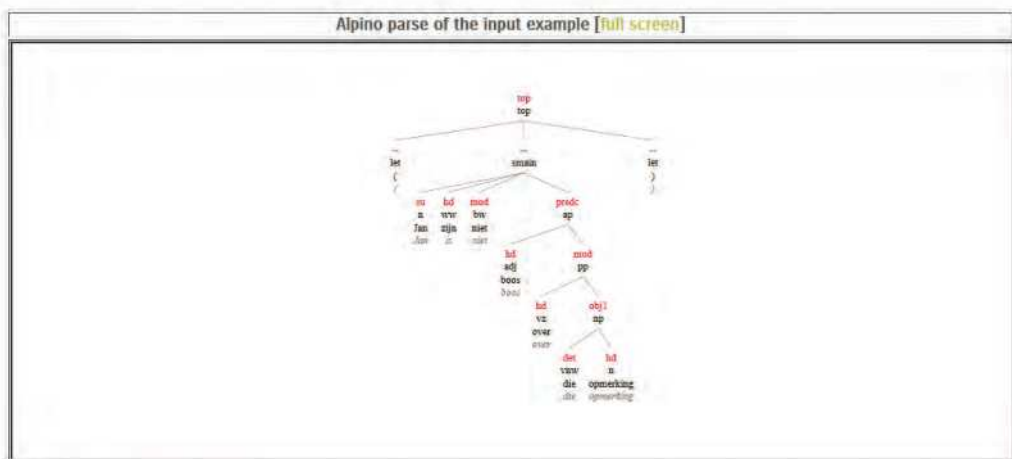 Alpino parse of the input example [full screen]
top
top
-- -- --
let smain let
( )
( )
su hd mod predc
n ww bw ap
Jan zijn niet
Jan is niet
hd mod
adj pp
boos
boos
hd obj1
vz np
over
over
det hd
vnw n
die opmerking
die opmerking